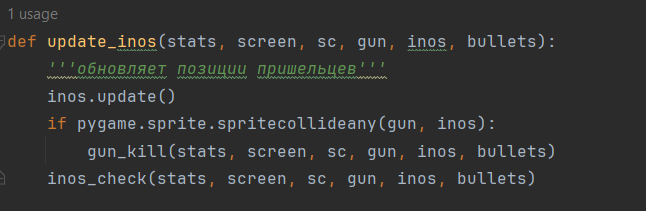 1 usage
def update_inos(stats, screen, sc, gun, inos, bullets):
'''обновляет позиции пришельцев'''
inos.update()
if pygame.sprite.spritecollideany(gun, inos):
gun_kill(stats, screen, sc, gun, inos, bullets)
inos_check(stats, screen, sc, gun, inos, bullets)